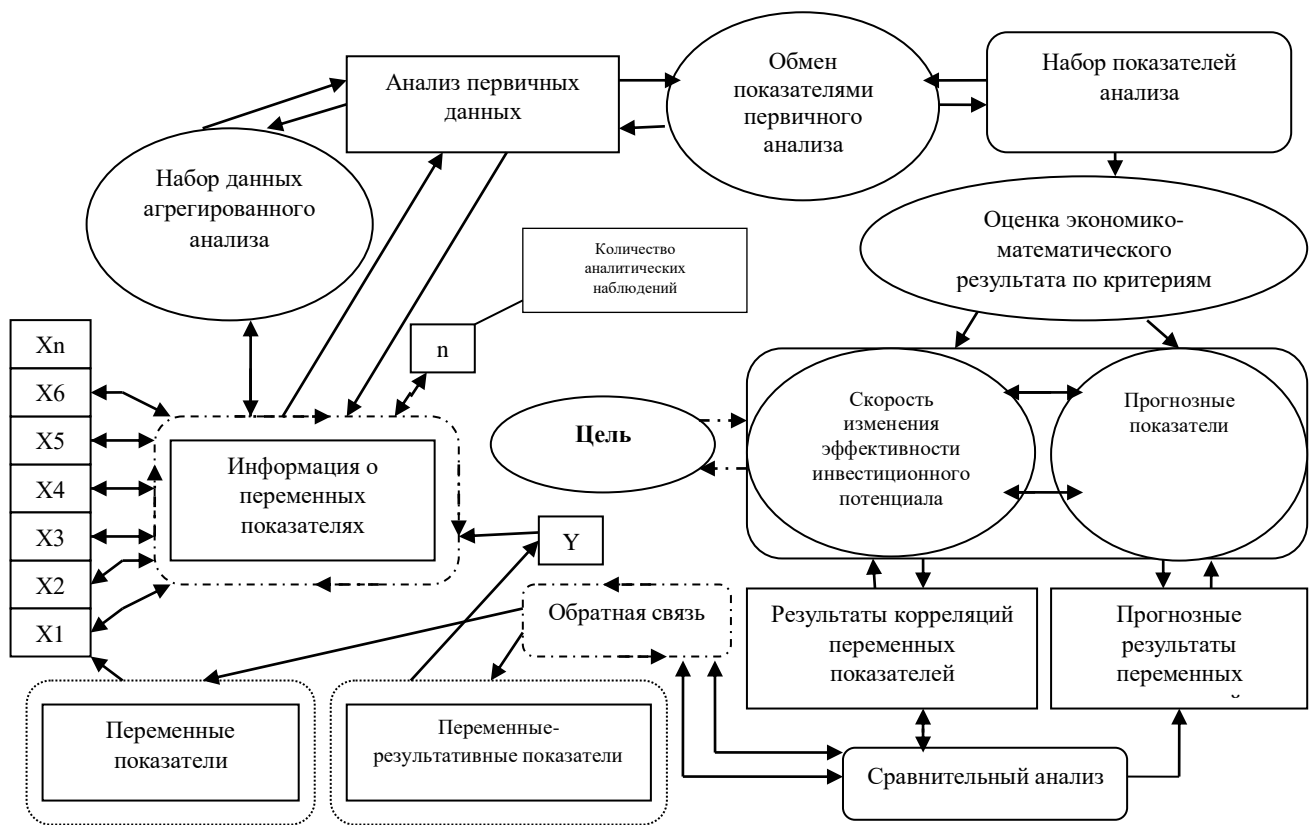 Анализ первичных
данных
Обмен
показателями
первичного
анализа
Набор показателей
анализа
Набор данных
агрегированного
анализа
Количество
аналитических
наблюдений
Оценка экономико-
математического
результата по критериям
Xn
X6
X5
X4
X3
X2
X1
n
Информация о
переменных
показателях
Цель
Скорость
изменения
эффективности
инвестиционного
потенциала
Прогнозные
показатели
Y
Обратная связь
Результаты корреляций
переменных
показателей
Прогнозные
результаты
переменных
Переменные
показатели
Переменные-
результативные показатели
Сравнительный анализ